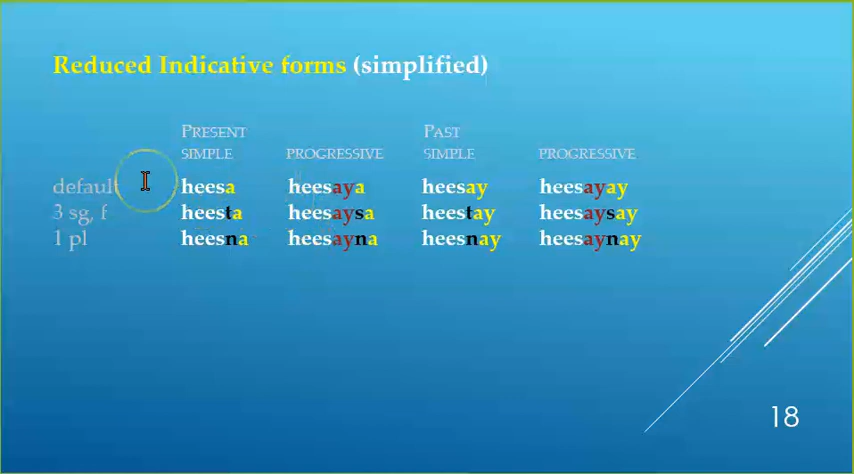 Reduced Indicative forms (simplified)
PRESENT PAST
SIMPLE PROGRESSIVE SIMPLE PROGRESSIVE
default heesa heesaya heesay heesayay
3 sg, f heesta heesaysa heestay heesaysay
1 pl heesna heesayna heesnay heesaynay
18